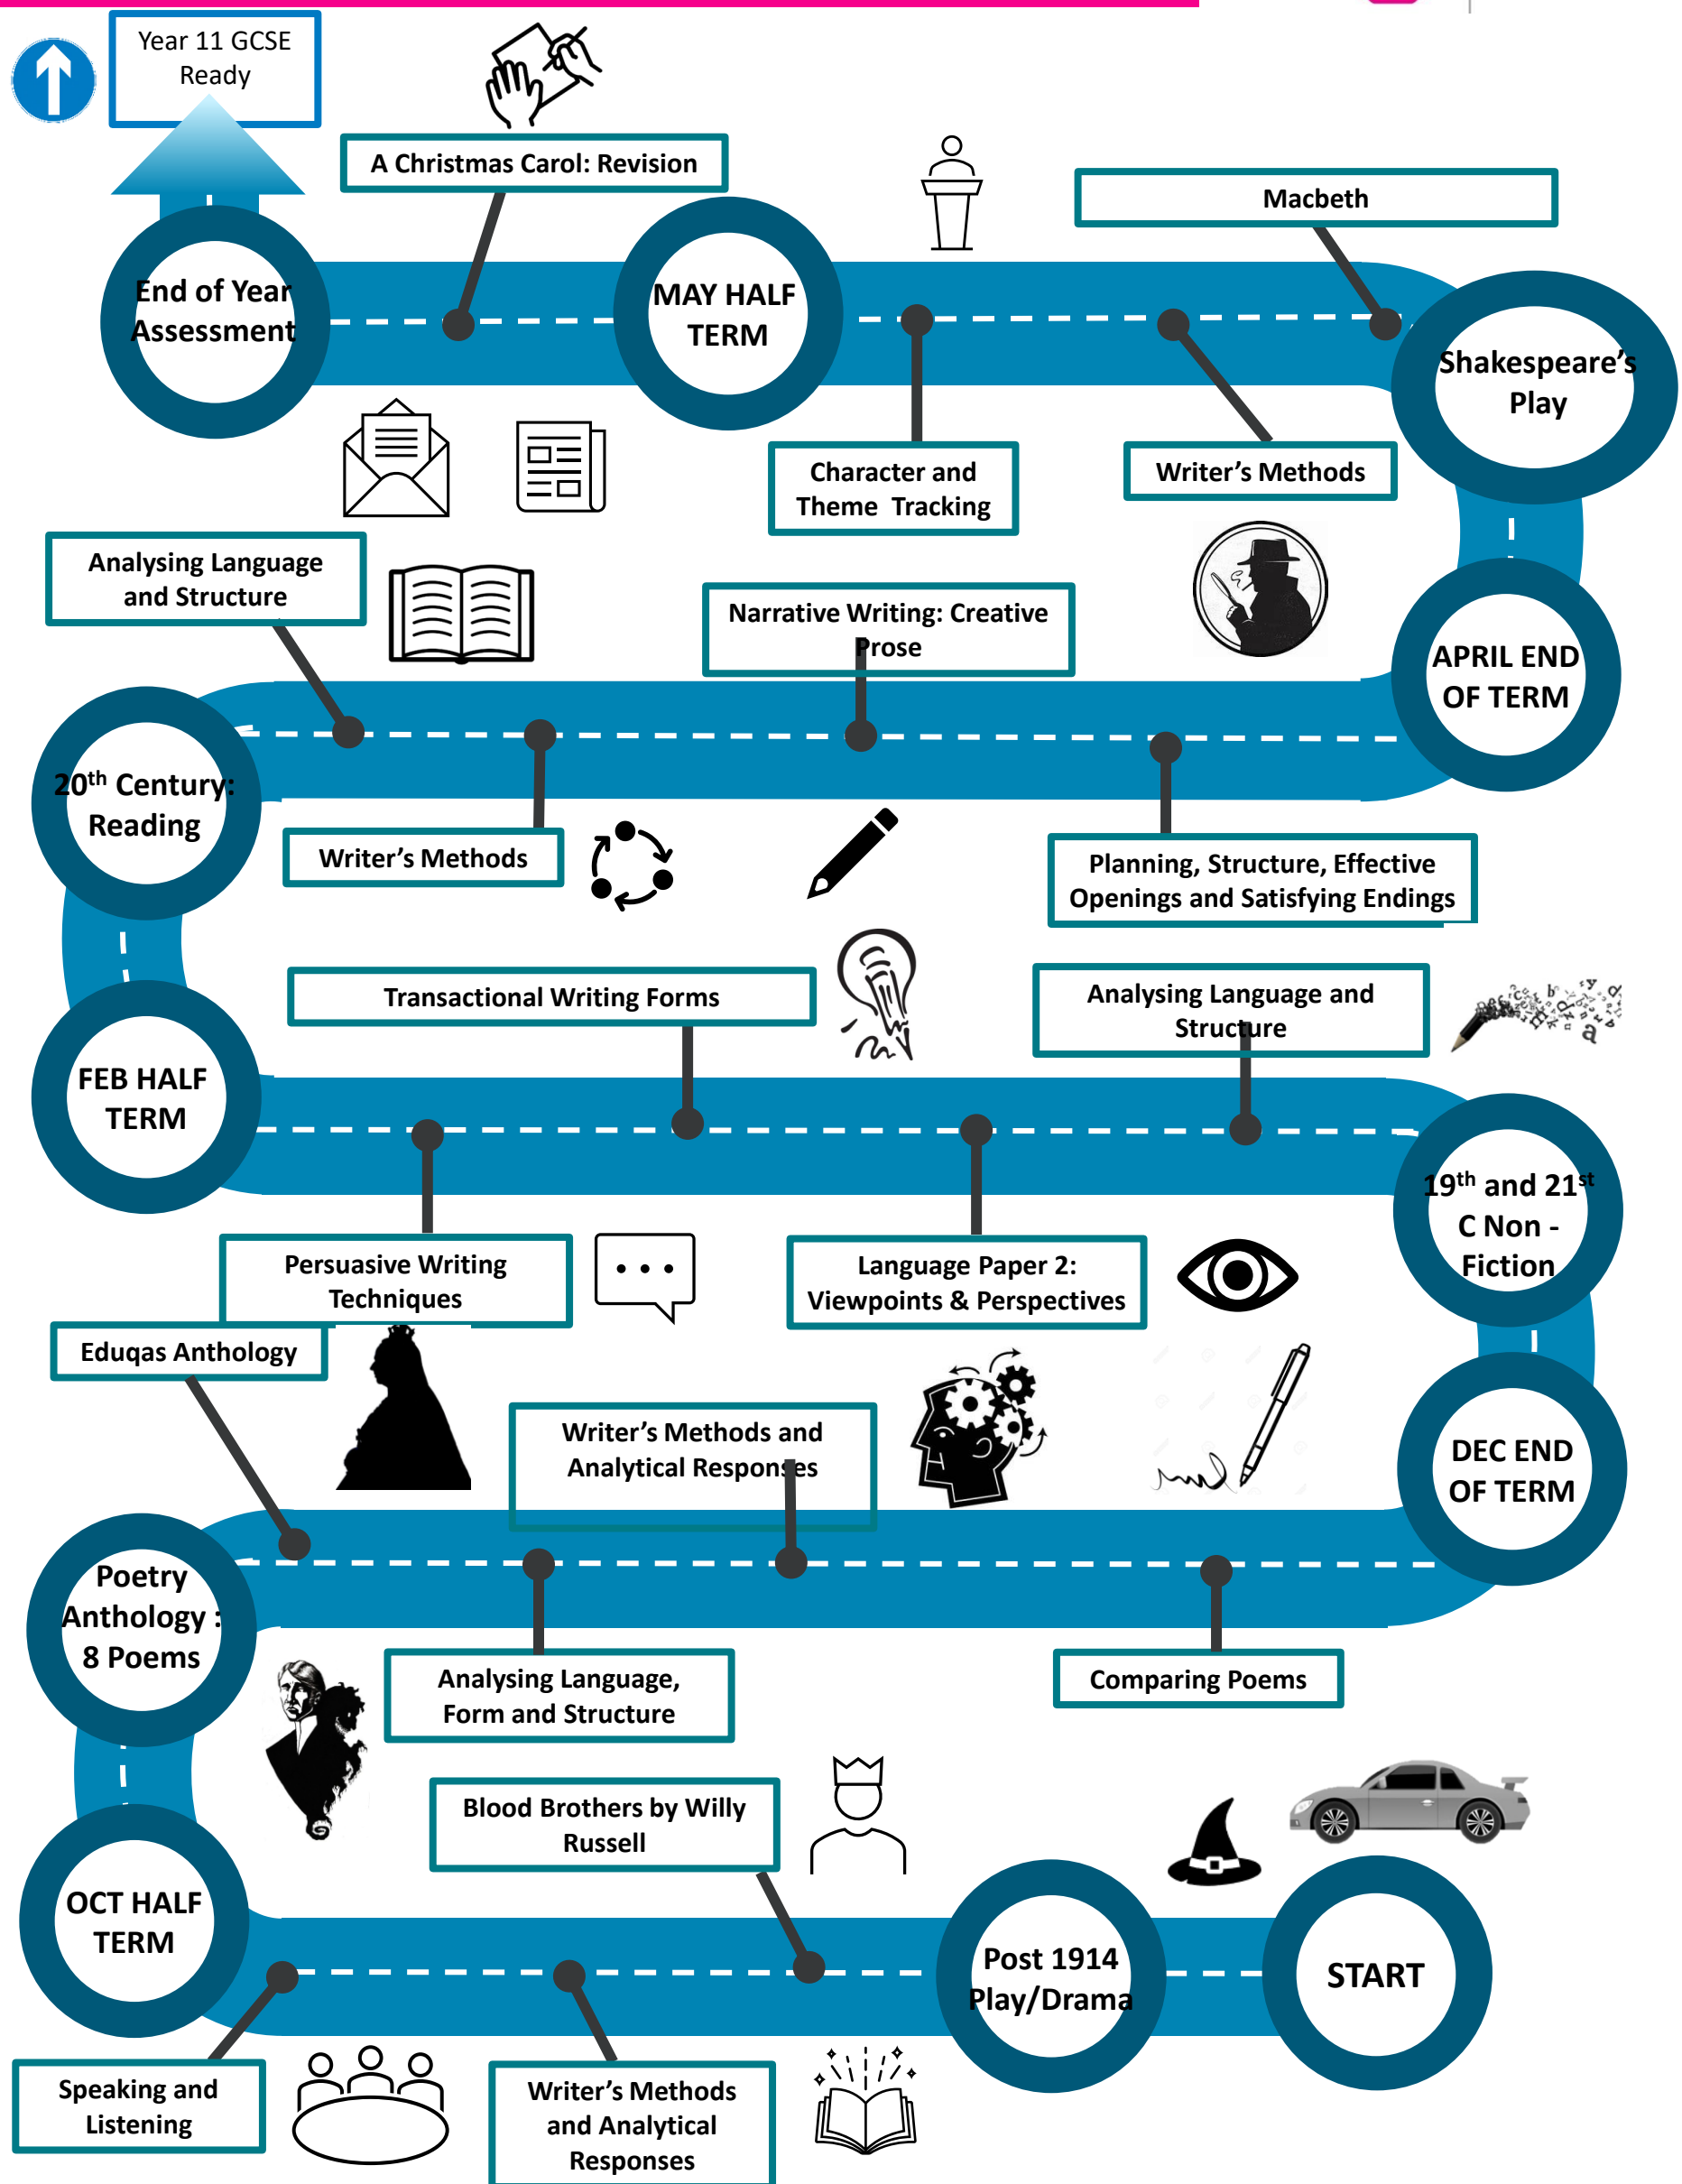 Year 11 GCSE
Ready
A Christmas Carol: Revision
Macbeth
End of Year
Assessment
MAY HALF
TERM
Shakespeare’s
Play
Character and
Theme Tracking
Writer’s Methods
Analysing Language
and Structure
Narrative Writing: Creative
Prose
APRIL END
OF TERM
20th Century:
Reading
Writer’s Methods
Planning, Structure, Effective
Openings and Satisfying Endings
Transactional Writing Forms
Analysing Language and
Structure
FEB HALF
TERM
19th and 21st
C Non -
Fiction
Persuasive Writing
Techniques
Language Paper 2:
Viewpoints & Perspectives
Eduqas Anthology
Writer’s Methods and
Analytical Responses
DEC END
OF TERM
Poetry
Anthology :
8 Poems
Analysing Language,
Form and Structure
Comparing Poems
Blood Brothers by Willy
Russell
OCT HALF
TERM
Post 1914
Play/Drama
START
Speaking and
Listening
Writer’s Methods
and Analytical
Responses